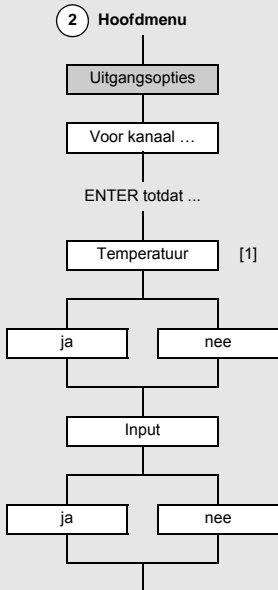 2 Hoofdmenu
Uitgangsopties
Voor kanaal …
ENTER totdat ...
Temperatuur [1]
ja nee
Input
ja nee